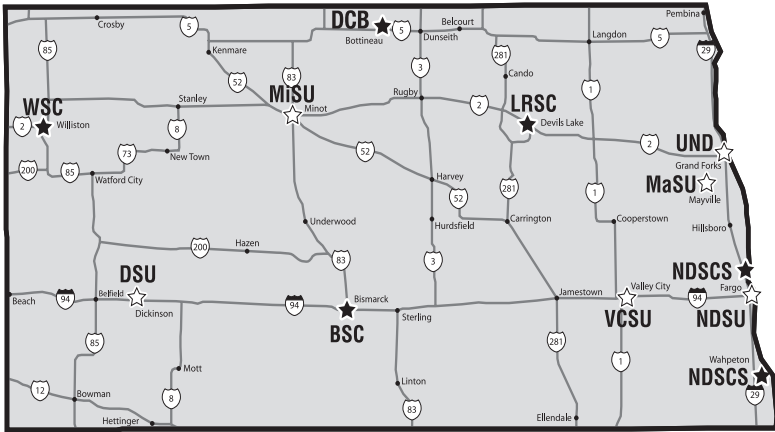 Pembina
DCB
Crosby
5
Belcourt
Bottineau
5
Dunseith
Langdon
5
29
85
Kenmare
281
3
Cando
52
83
1
MiSU
Rugby
WSC
Stanley
2
LRSC
Minot
2
Williston
8
Devils Lake
UND
2
73
New Town
52
Grand Forks
200
85
Watford City
Harvey
MaSU
281
1
52
Mayville
Underwood
Hurdsfield
Carrington
Cooperstown
Hillsboro
200
Hazen
83
3
NDSCS
DSU
Beach
94
Belfield
Dickinson
94
Bismarck
Jamestown
Valley City
94
Fargo
BSC
Sterling
VCSU
NDSU
85
281
1
Wahpeton
Mott
NDSCS
12
Bowman
8
Linton
29
83
Hettinger
Ellendale